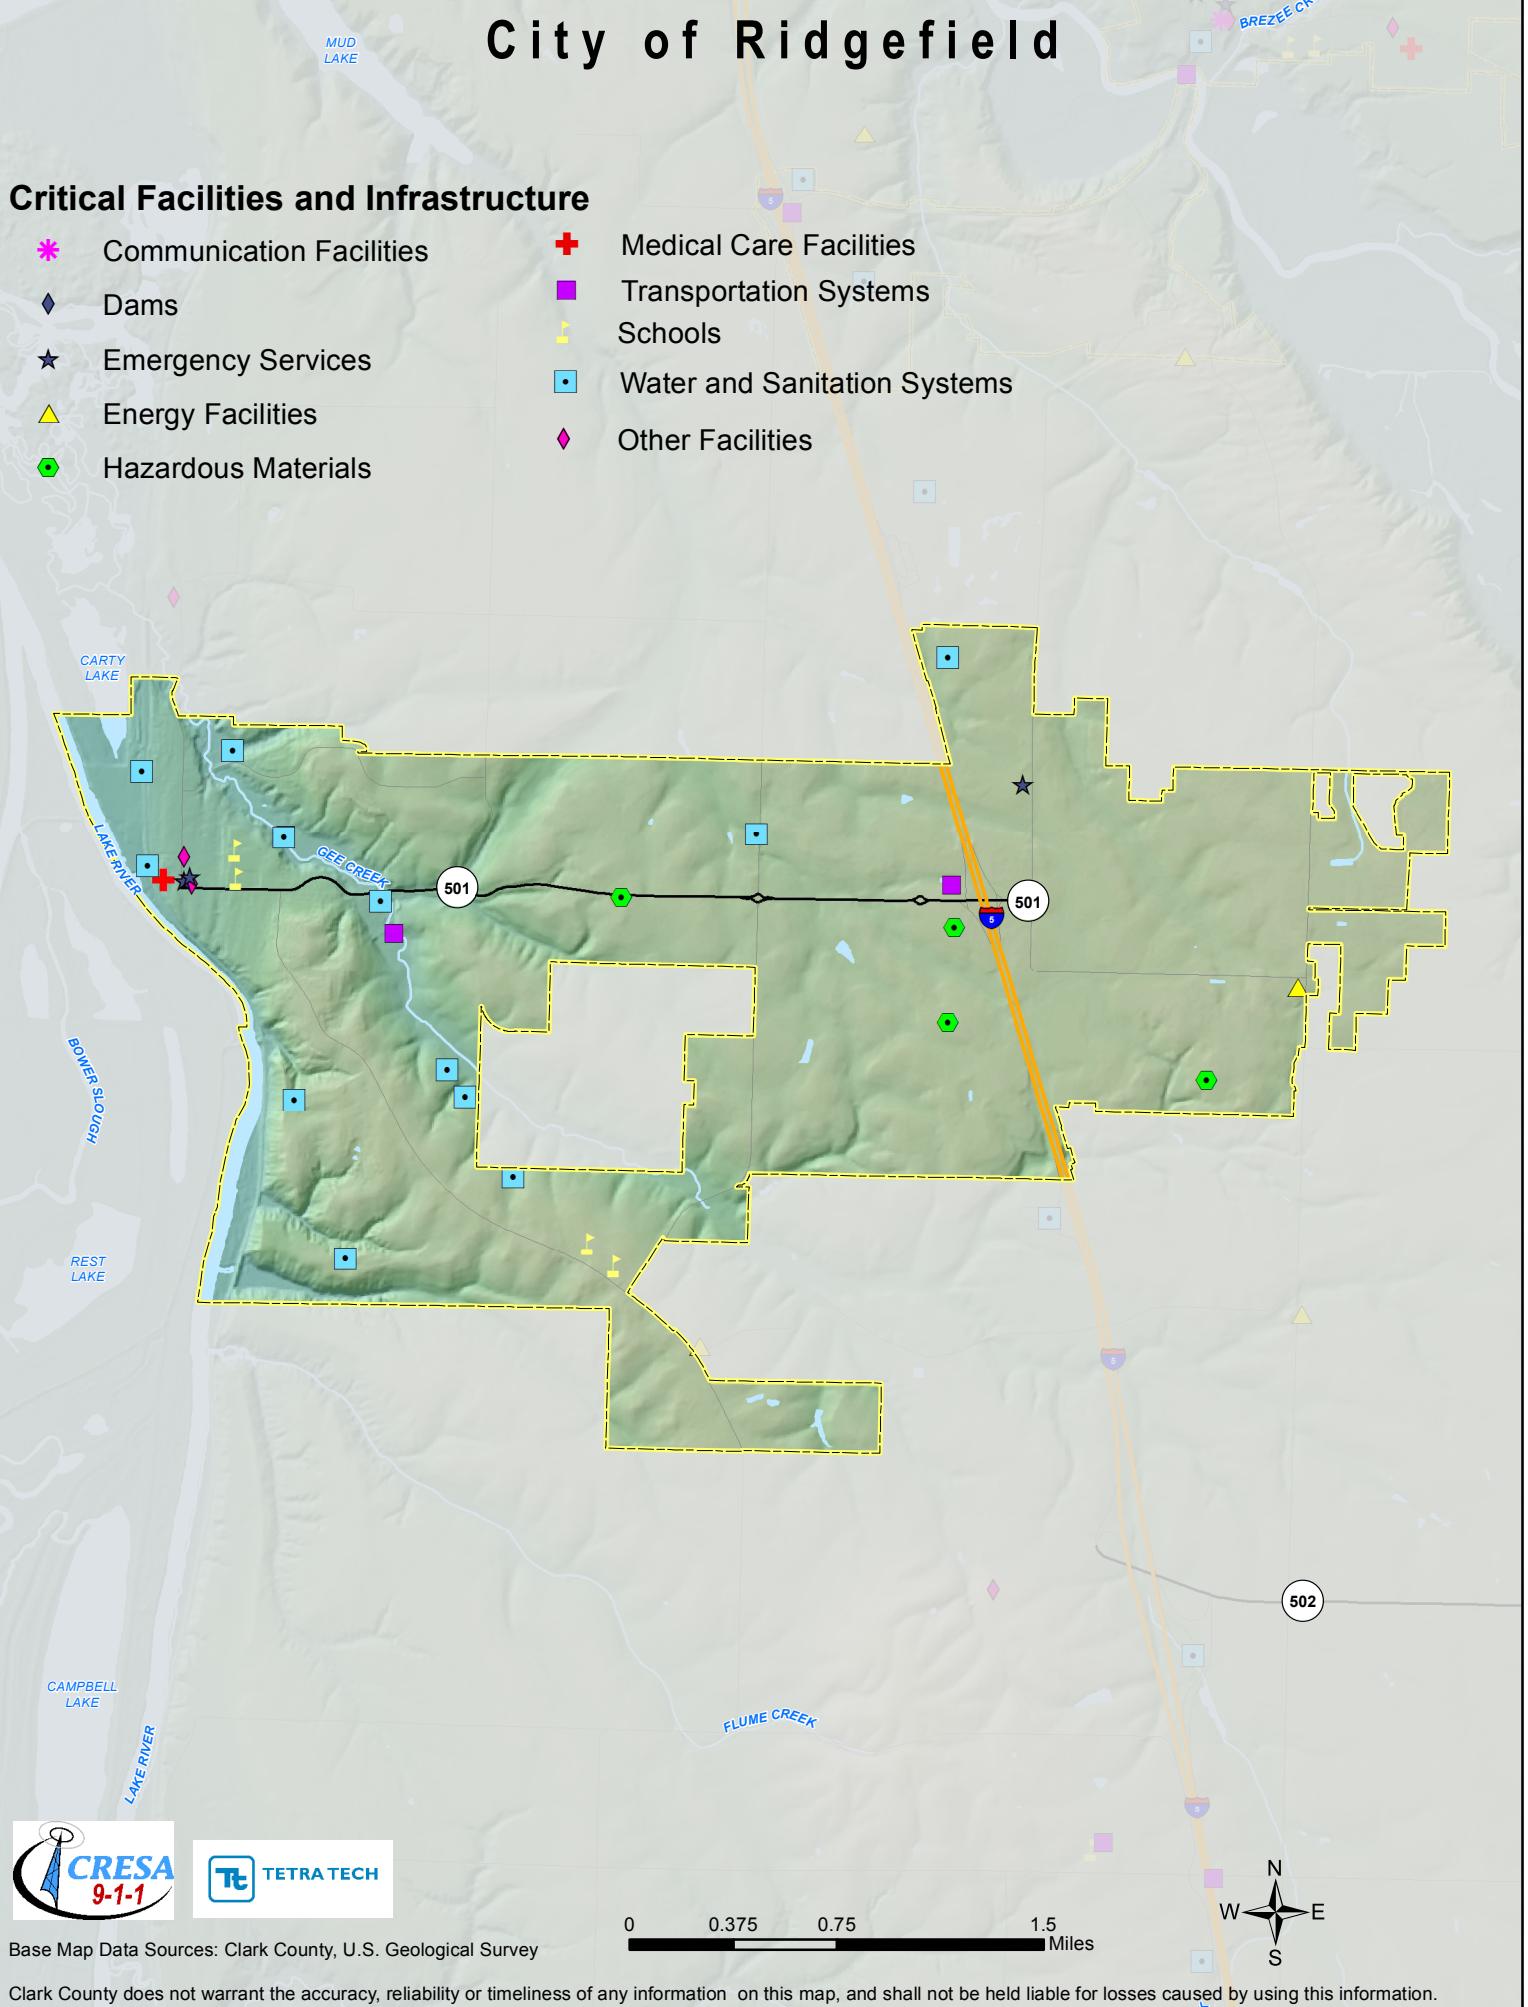 City of Ridgefield
BREZEE CR
MUD
LAKE
5
Critical Facilities and Infrastructure
Communication Facilities
Dams
Emergency Services
Energy Facilities
Hazardous Materials
Medical Care Facilities
Transportation Systems
Schools
Water and Sanitation Systems
Other Facilities
CARTY
LAKE
LAKE RIVER
GEE CREEK
501
501
5
BOWER SLOUGH
REST
LAKE
5
502
CAMPBELL
LAKE
FLUME CREEK
LAKE RIVER
5
CRESA
9-1-1
Tt TETRA TECH
0 0.375 0.75 1.5
Miles
N
W E
S
Base Map Data Sources: Clark County, U.S. Geological Survey
Clark County does not warrant the accuracy, reliability or timeliness of any information on this map, and shall not be held liable for losses caused by using this information.